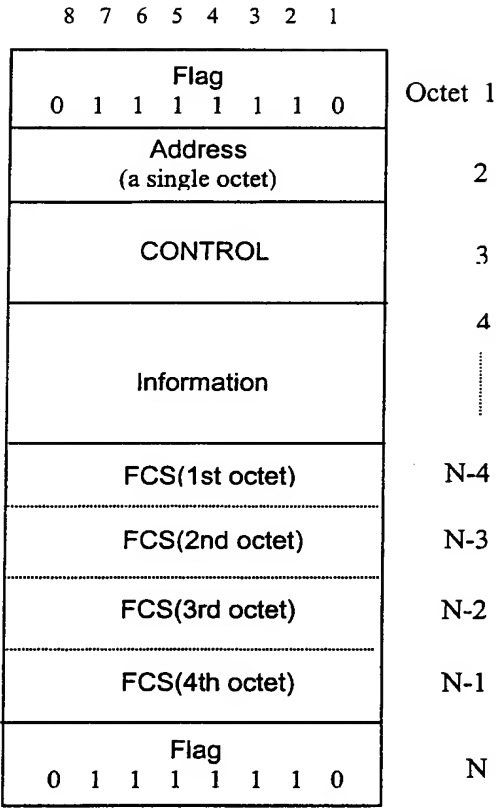 8 7 6 5 4 3 2 1
Flag
0 1 1 1 1 1 1 0
Octet 1
Address
(a single octet)
2
CONTROL
3
4
Information
FCS(1st octet)
N-4
FCS(2nd octet)
N-3
FCS(3rd octet)
N-2
FCS(4th octet)
N-1
Flag
0 1 1 1 1 1 1 0
N